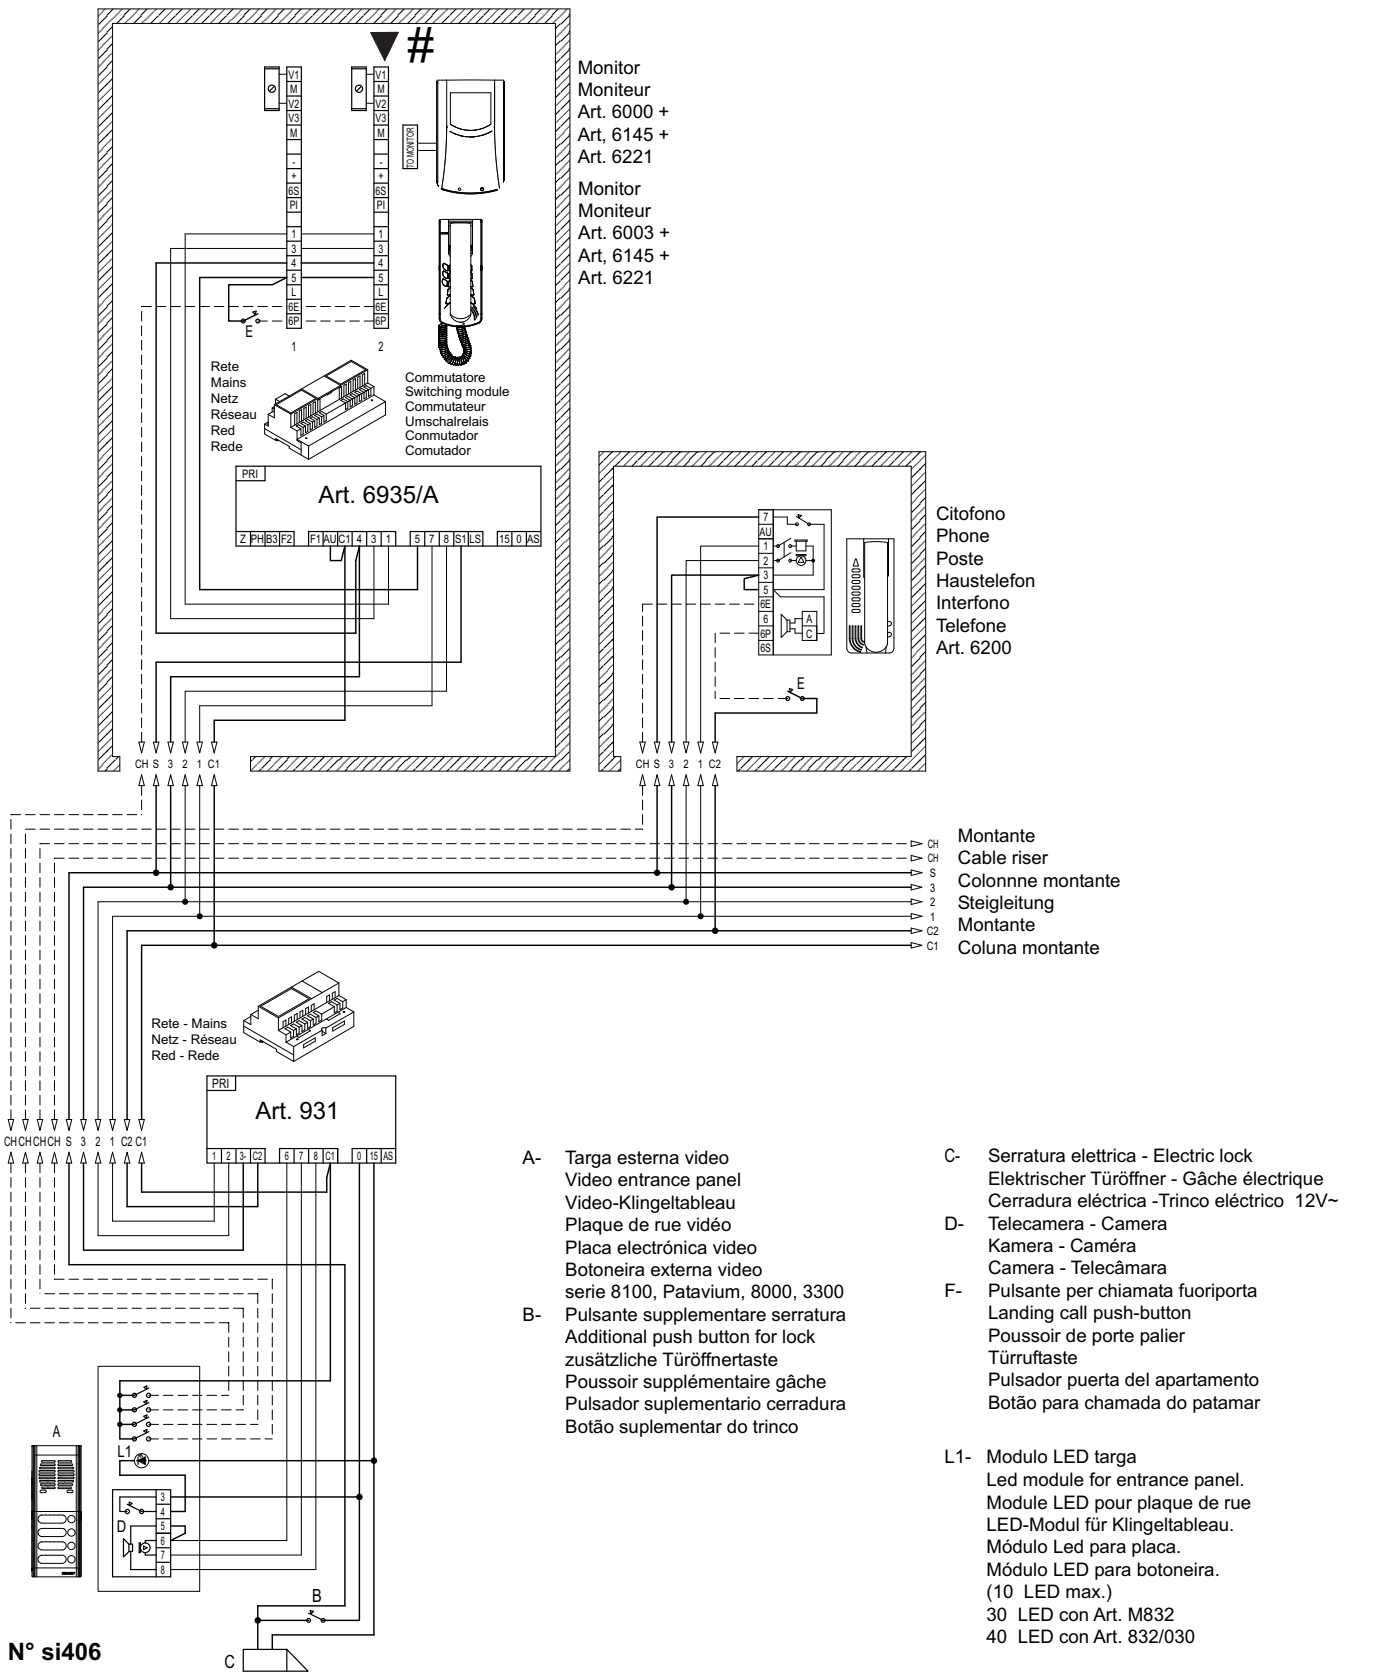 #
V1
M
V2
V3
M
-
+
6S
PI
1
3
4
5
L
6E
6P
1
V1
M
V2
V3
M
-
+
6S
PI
1
3
4
5
L
6E
6P
2
TO MONITOR
E
Monitor
Moniteur
Art. 6000 +
Art, 6145 +
Art. 6221
Monitor
Moniteur
Art. 6003 +
Art, 6145 +
Art. 6221
Rete
Mains
Netz
Réseau
Red
Rede
Commutatore
Switching module
Commutateur
Umschalrelais
Conmutador
Comutador
PRI
Art. 6935/A
Z PH B3 F2 F1 AU C1 4 3 1 5 7 8 S1 LS 15 0 AS
CH S 3 2 1 C1
7
AU
1
2
3
5
6E
6
6P
6S
A
C
E
Citofono
Phone
Poste
Haustelefon
Interfono
Telefone
Art. 6200
CH S 3 2 1 C2
CH
CH
S
3
2
1
C2
C1
Montante
Cable riser
Colonnne montante
Steigleitung
Montante
Coluna montante
Rete - Mains
Netz - Réseau
Red - Rede
PRI
Art. 931
1 2 3- C2 6 7 8 C1 0 15 AS
CH CH CH CH S 3 2 1 C2 C1
A
L1
D
3
4
5
6
7
8
B
C
N° si406
A- Targa esterna video
Video entrance panel
Video-Klingeltableau
Plaque de rue vidéo
Placa electrónica video
Botoneira externa video
serie 8100, Patavium, 8000, 3300
B- Pulsante supplementare serratura
Additional push button for lock
zusätzliche Türöffnertaste
Poussoir supplémentaire gâche
Pulsador suplementario cerradura
Botão suplementar do trinco
C- Serratura elettrica - Electric lock
Elektrischer Türöffner - Gâche électrique
Cerradura eléctrica -Trinco eléctrico 12V~
D- Telecamera - Camera
Kamera - Caméra
Camera - Telecâmara
F- Pulsante per chiamata fuoriporta
Landing call push-button
Poussoir de porte palier
Türruftaste
Pulsador puerta del apartamento
Botão para chamada do patamar
L1- Modulo LED targa
Led module for entrance panel.
Module LED pour plaque de rue
LED-Modul für Klingeltableau.
Módulo Led para placa.
Módulo LED para botoneira.
(10 LED max.)
30 LED con Art. M832
40 LED con Art. 832/030